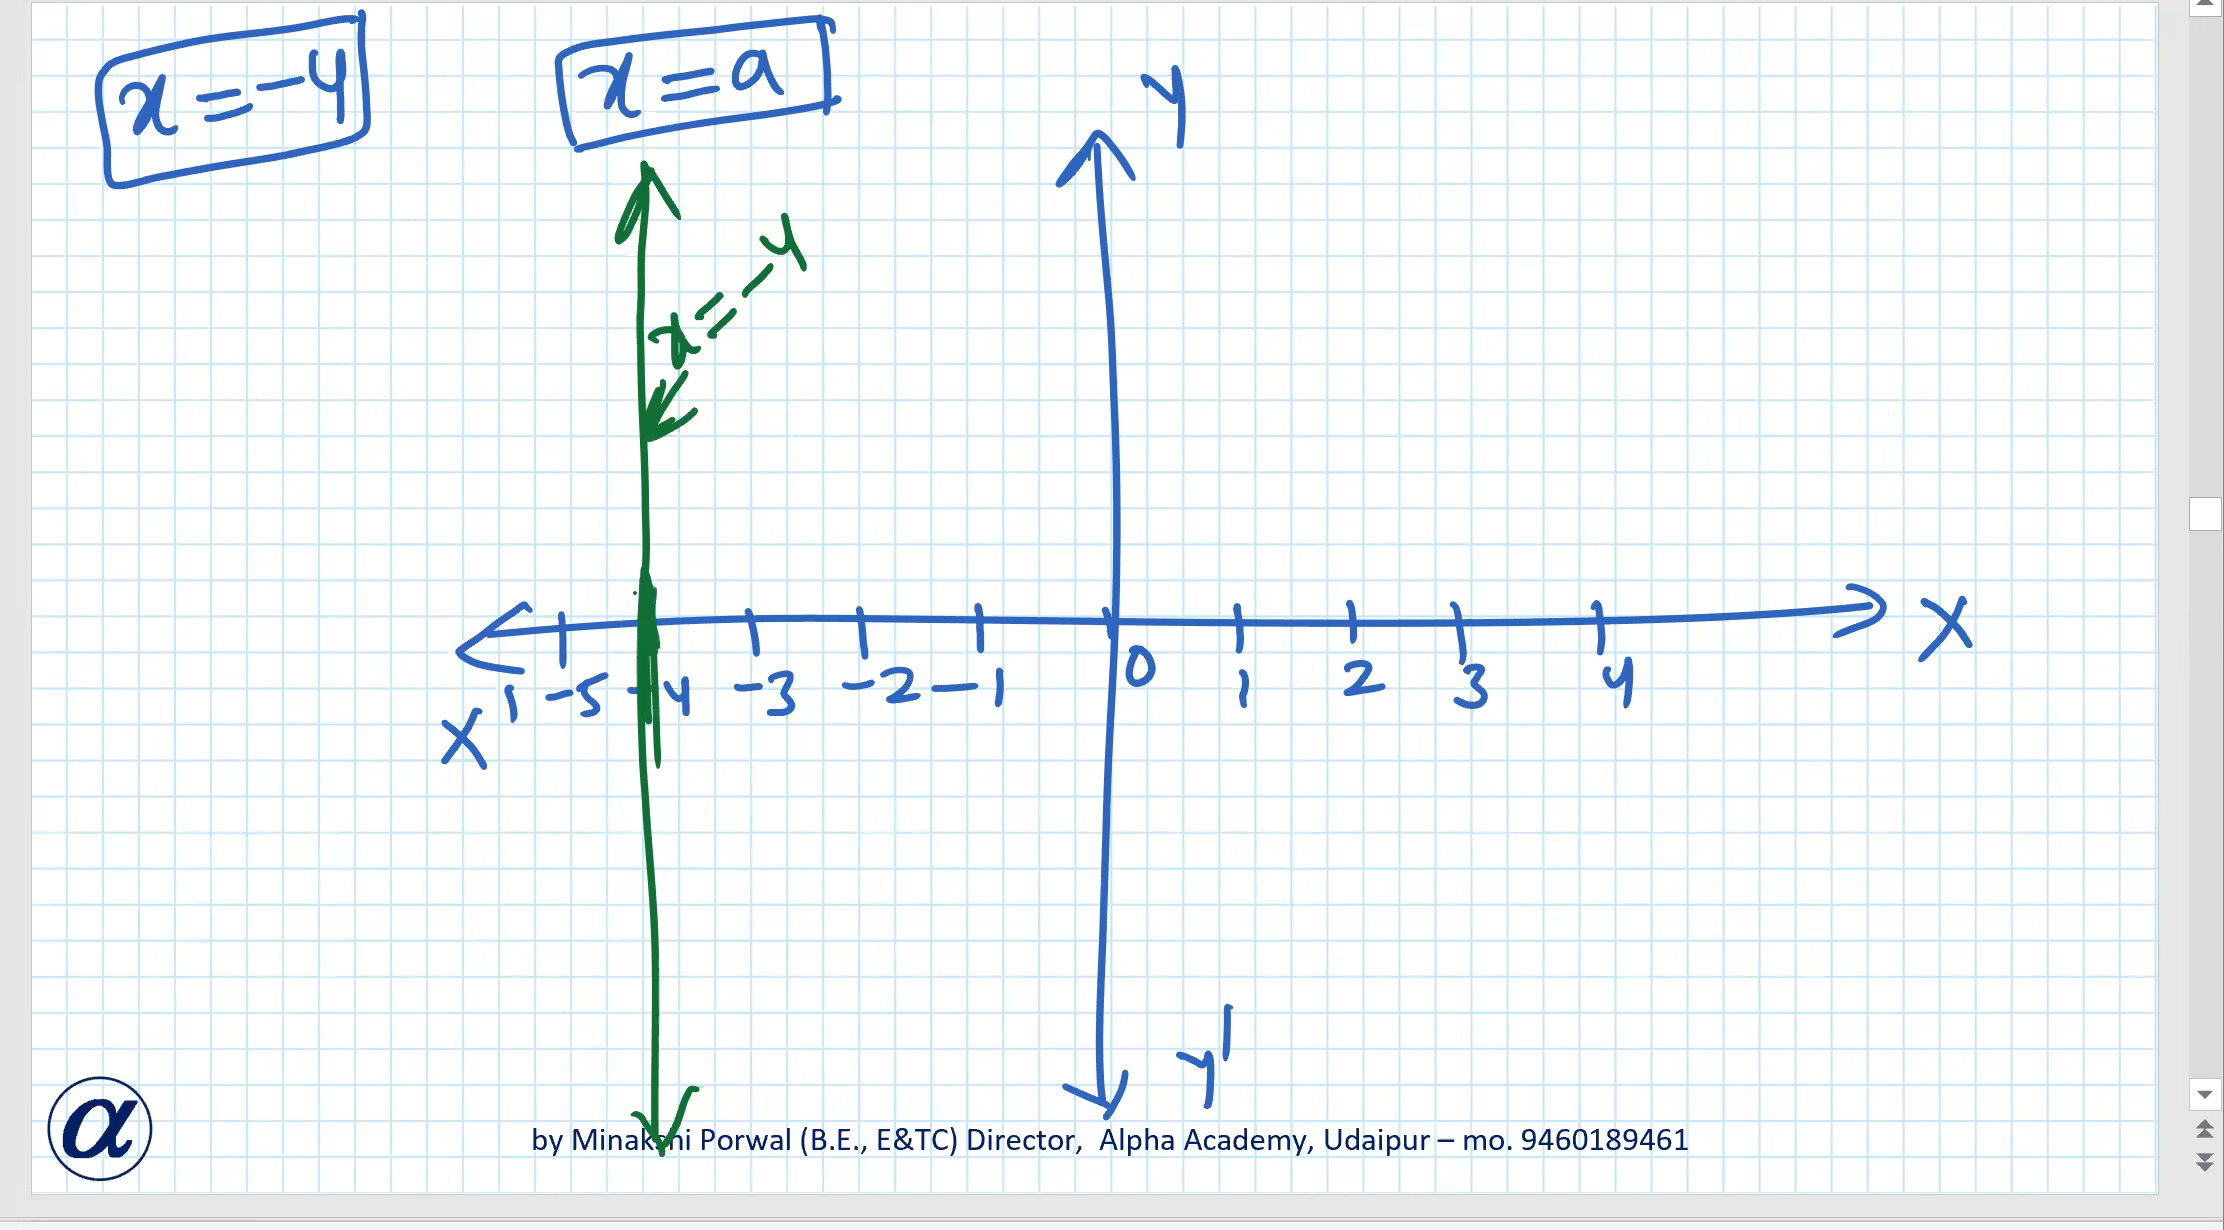 x = -4
x = a
y
x = -4
X
X' -5 -4 -3 -2 -1 0 1 2 3 4
y'
α
by Minakshi Porwal (B.E., E&TC) Director, Alpha Academy, Udaipur – mo. 9460189461